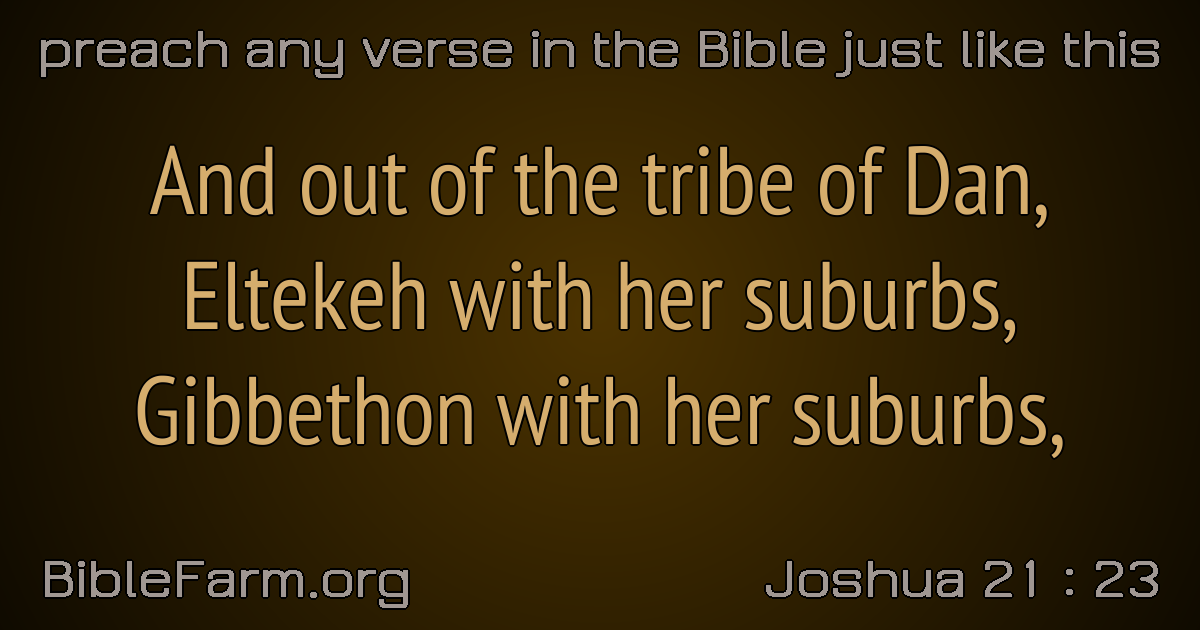 preach any verse in the Bible just like this
And out of the tribe of Dan,
Eltekeh with her suburbs,
Gibbethon with her suburbs,
BibleFarm.org
Joshua 21 : 23